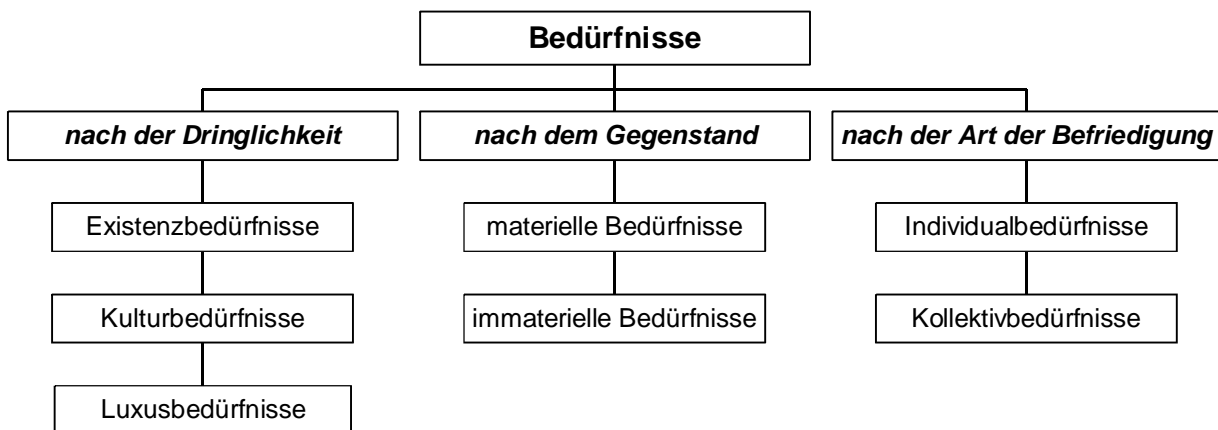 Bedürfnisse
nach der Dringlichkeit
nach dem Gegenstand
nach der Art der Befriedigung
Existenzbedürfnisse
materielle Bedürfnisse
Individualbedürfnisse
Kulturbedürfnisse
immaterielle Bedürfnisse
Kollektivbedürfnisse
Luxusbedürfnisse